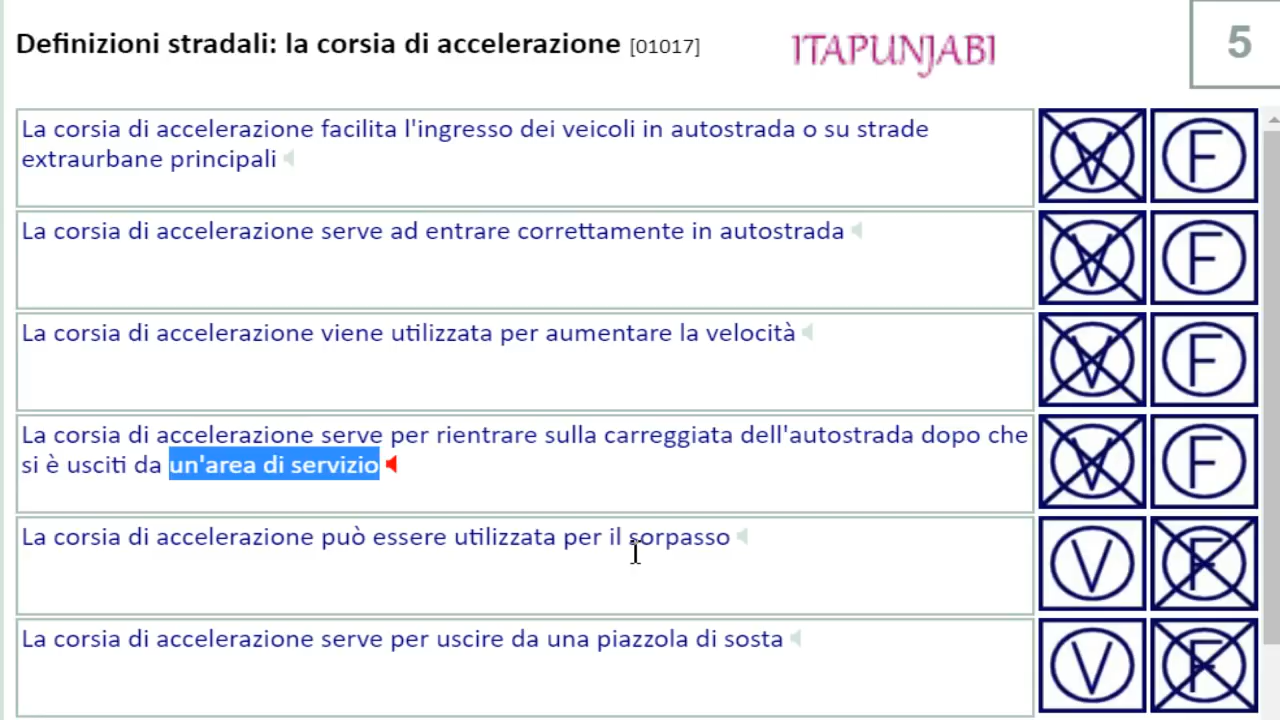 Definizioni stradali: la corsia di accelerazione [01017]
ITAPUNJABI
5
La corsia di accelerazione facilita l'ingresso dei veicoli in autostrada o su strade
extraurbane principali
V F
La corsia di accelerazione serve ad entrare correttamente in autostrada
V F
La corsia di accelerazione viene utilizzata per aumentare la velocità
V F
La corsia di accelerazione serve per rientrare sulla carreggiata dell'autostrada dopo che
si è usciti da un'area di servizio
V F
La corsia di accelerazione può essere utilizzata per il sorpasso
V F
La corsia di accelerazione serve per uscire da una piazzola di sosta
V F